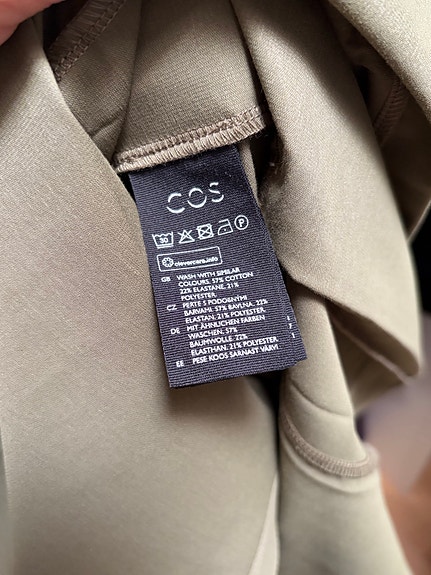 COS
30 P
clevercare.info
GB WASH WITH SIMILAR
COLOURS. 57% COTTON
22% ELASTANE, 21%
POLYESTER
CZ PERTE S PODOBNÝMI
BARVAMI. 57% BAVLNA, 22%
ELASTAN, 21% POLYESTER
DE MIT ÄHNLICHEN FARBEN
WASCHEN. 57%
BAUMWOLLE, 22%
ELASTHAN, 21% POLYESTER
EE PESE KOOS SARNAST VÄRVI